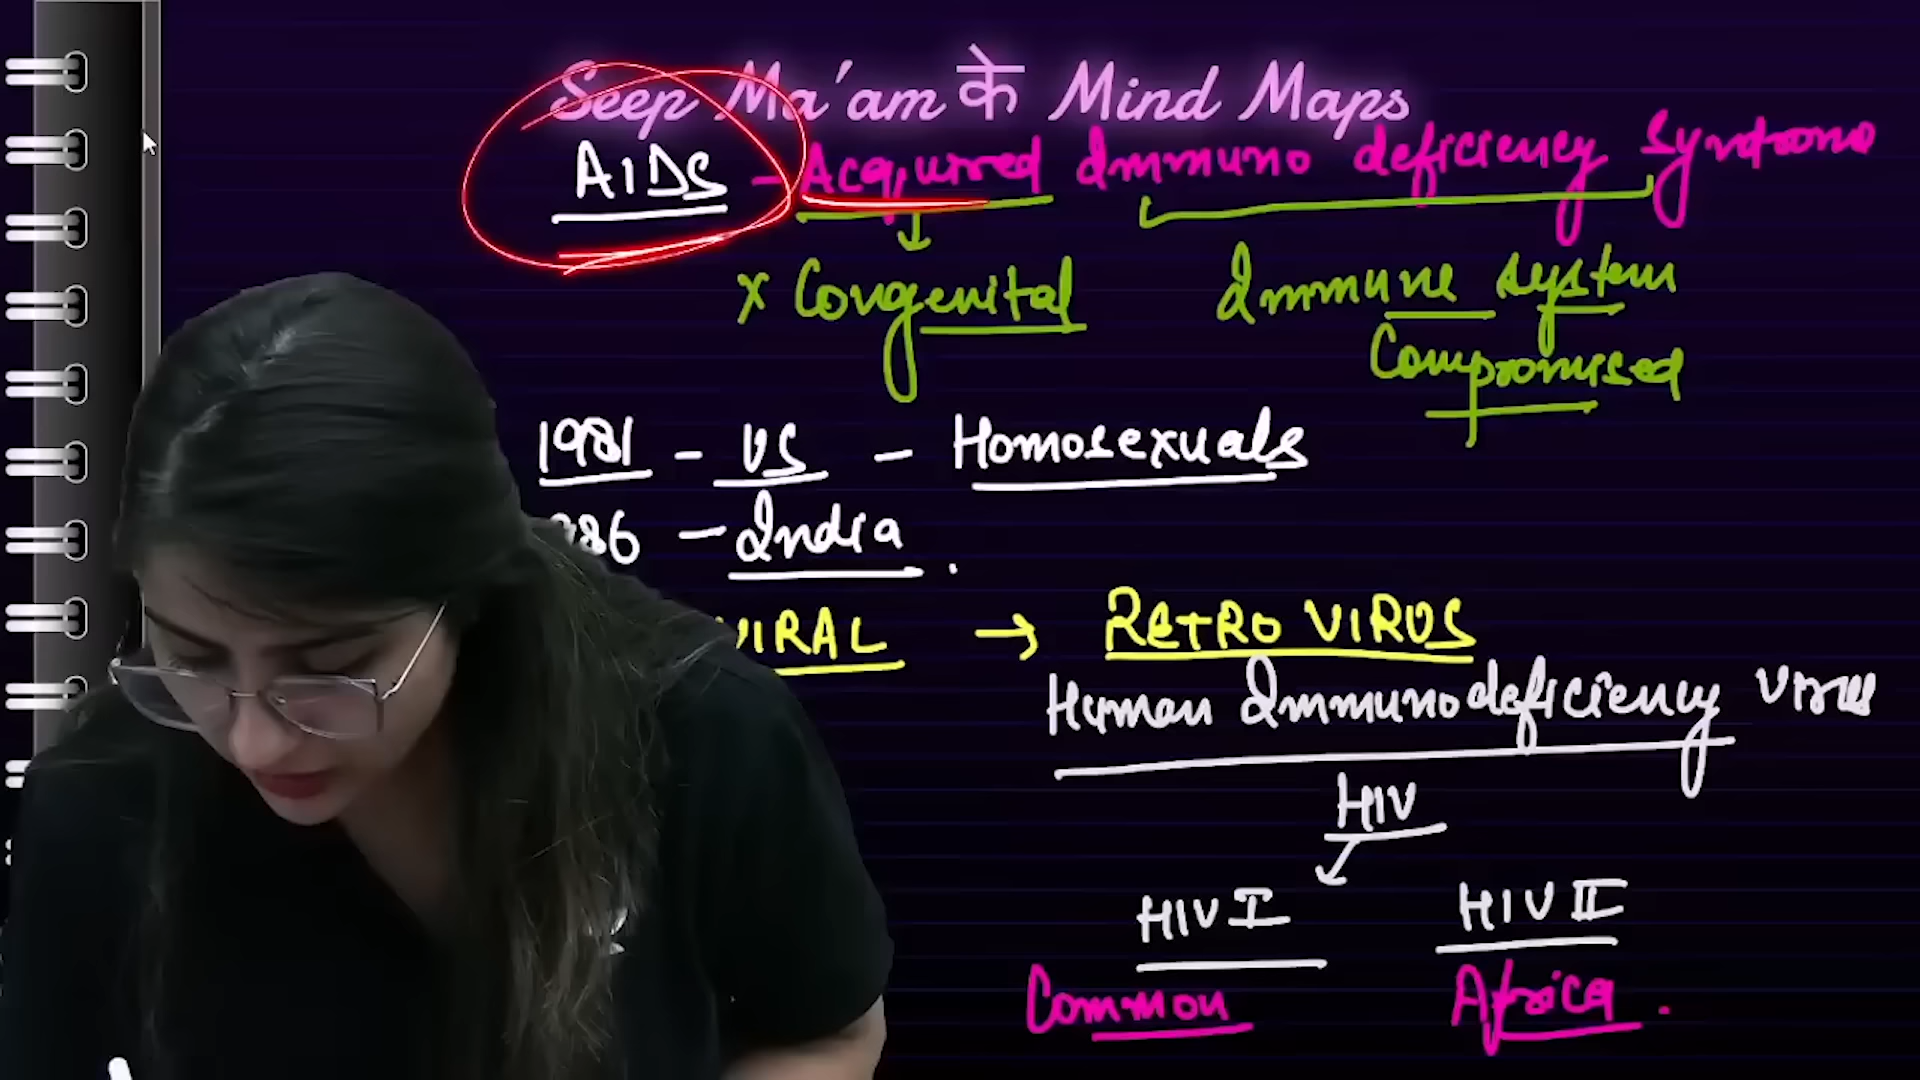 Seep Ma'am के Mind Maps
AIDS - Acquired Immuno deficiency Syndrome
x Congenital Immune system
Compromised
1981 - US - Homosexuals
86 - India .
VIRAL → RETRO VIRUS
Human Immunodeficiency Virus
HIV
HIV I HIV II
Common Africa .